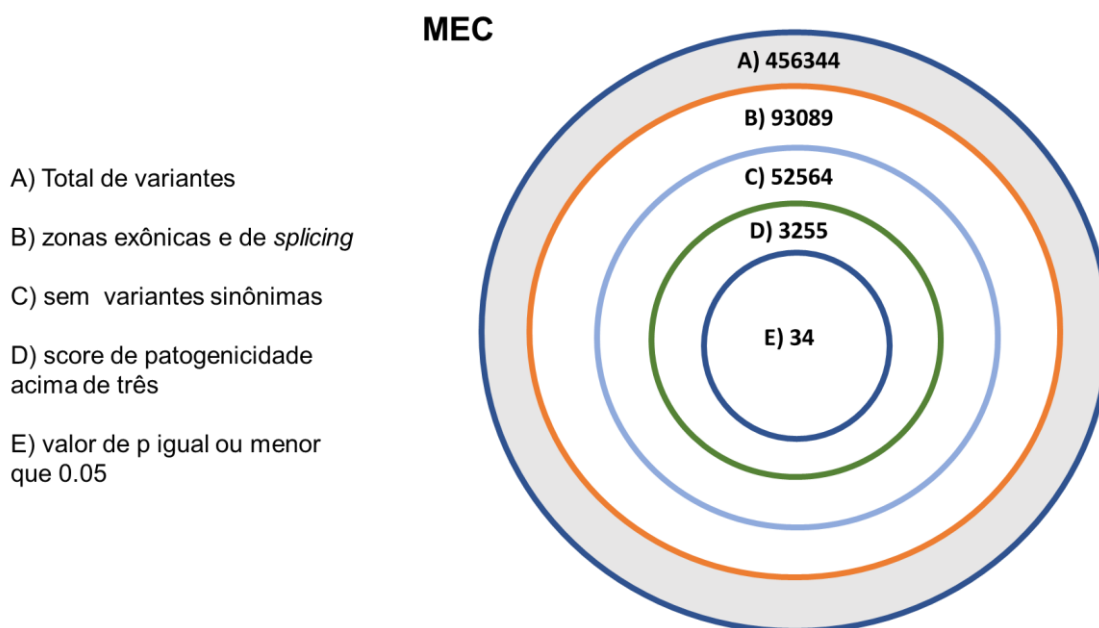 MEC
A) Total de variantes
B) zonas exônicas e de splicing
C) sem variantes sinônimas
D) score de patogenicidade
acima de três
E) valor de p igual ou menor
que 0.05
A) 456344
B) 93089
C) 52564
D) 3255
E) 34